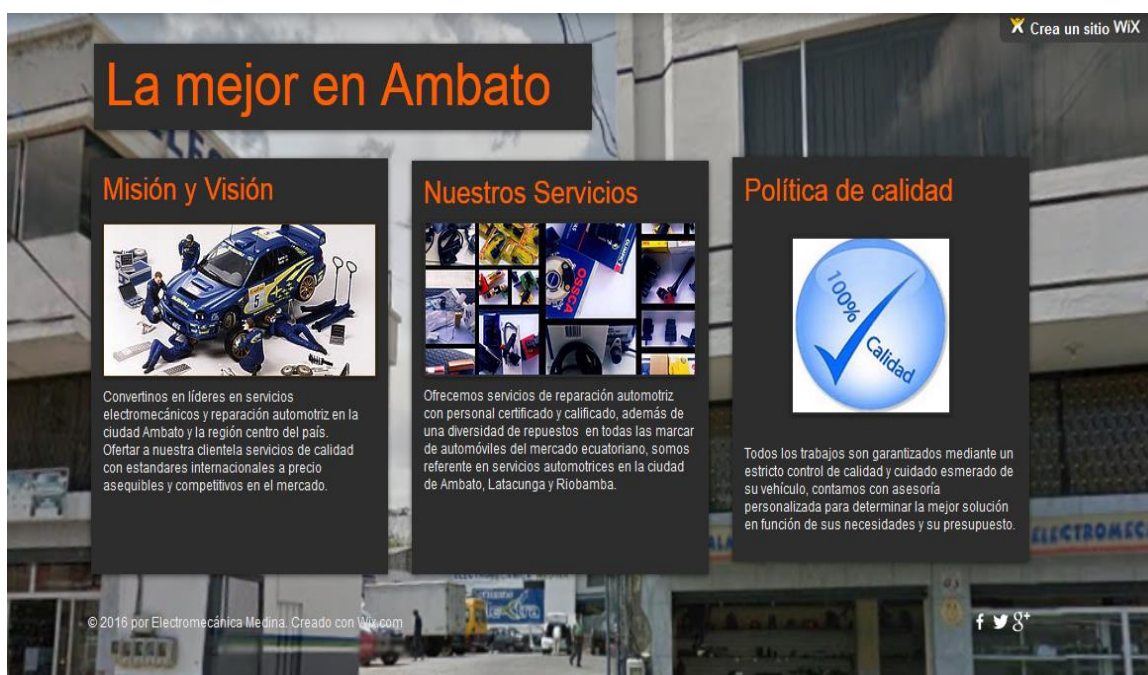 Crea un sitio WiX
La mejor en Ambato
Misión y Visión
Convertinos en líderes en servicios
electromecánicos y reparación automotriz en la
ciudad Ambato y la región centro del país.
Ofertar a nuestra clientela servicios de calidad
con estandares internacionales a precio
asequibles y competitivos en el mercado.
Nuestros Servicios
OSSCA
Ofrecemos servicios de reparación automotriz
con personal certificado y calificado, además de
una diversidad de repuestos en todas las marcar
de automóviles del mercado ecuatoriano, somos
referente en servicios automotrices en la ciudad
de Ambato, Latacunga y Riobamba.
Política de calidad
100%
Calidad
Todos los trabajos son garantizados mediante un
estricto control de calidad y cuidado esmerado de
su vehículo, contamos con asesoría
personalizada para determinar la mejor solución
en función de sus necesidades y su presupuesto.
ELECTROMEC
© 2016 por Electromecánica Medina. Creado con Wix.com